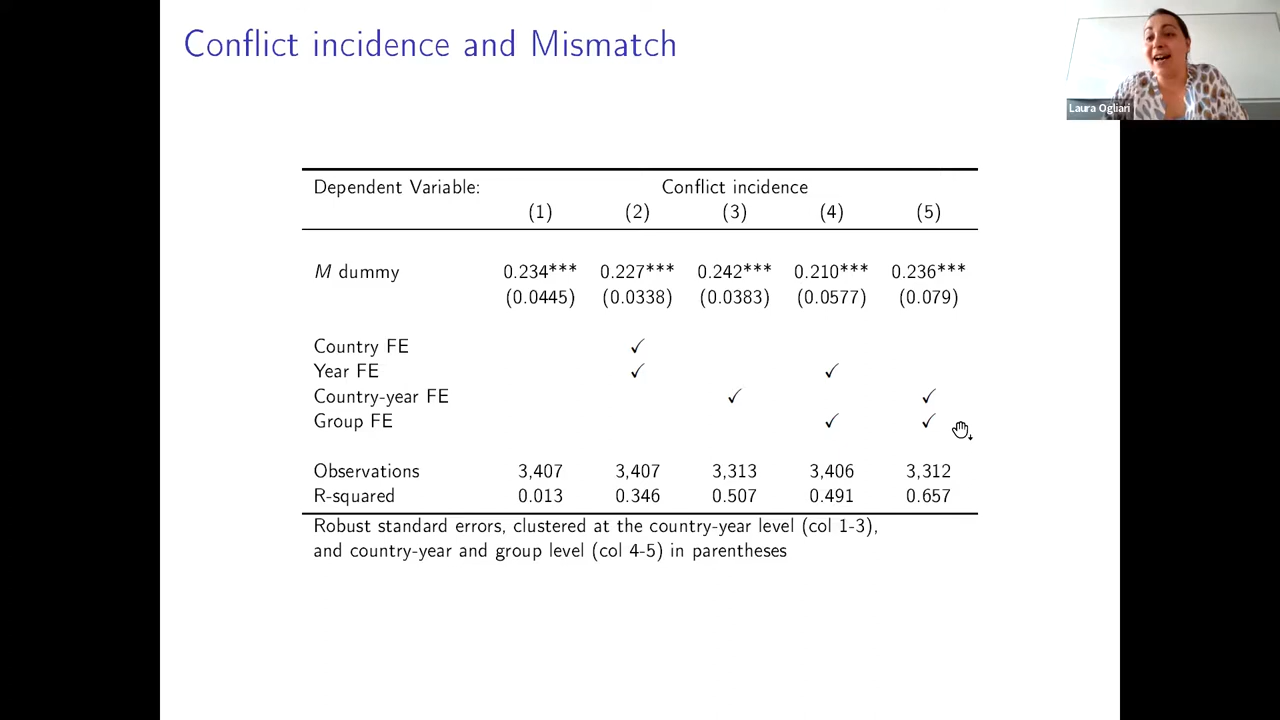 Conflict incidence and Mismatch
Laura Ogliari
Dependent Variable: Conflict incidence
(1) (2) (3) (4) (5)
M dummy 0.234*** 0.227*** 0.242*** 0.210*** 0.236***
(0.0445) (0.0338) (0.0383) (0.0577) (0.079)
Country FE ✓
Year FE ✓ ✓
Country-year FE ✓ ✓
Group FE ✓ ✓
Observations 3,407 3,407 3,313 3,406 3,312
R-squared 0.013 0.346 0.507 0.491 0.657
Robust standard errors, clustered at the country-year level (col 1-3),
and country-year and group level (col 4-5) in parentheses